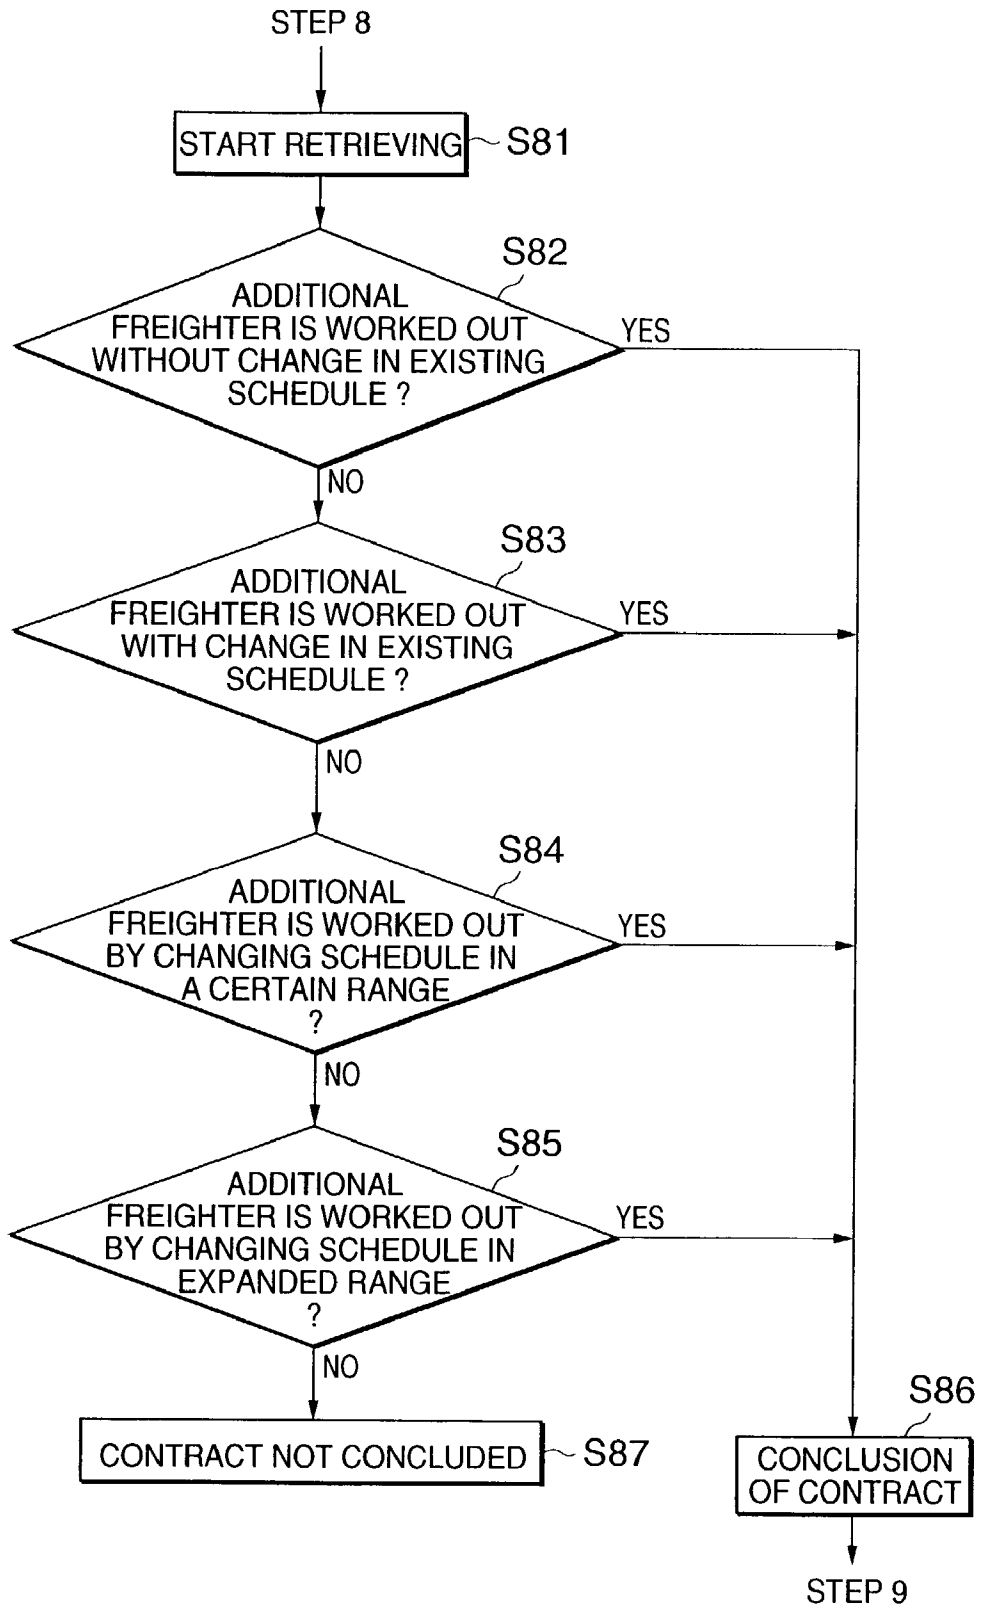 STEP 8
START RETRIEVING
S81
S82
ADDITIONAL
FREIGHTER IS WORKED OUT
WITHOUT CHANGE IN EXISTING
SCHEDULE ?
YES
NO
S83
ADDITIONAL
FREIGHTER IS WORKED OUT
WITH CHANGE IN EXISTING
SCHEDULE ?
YES
NO
S84
ADDITIONAL
FREIGHTER IS WORKED OUT
BY CHANGING SCHEDULE IN
A CERTAIN RANGE
?
YES
NO
S85
ADDITIONAL
FREIGHTER IS WORKED OUT
BY CHANGING SCHEDULE IN
EXPANDED RANGE
?
YES
NO
CONTRACT NOT CONCLUDED
S87
S86
CONCLUSION
OF CONTRACT
STEP 9